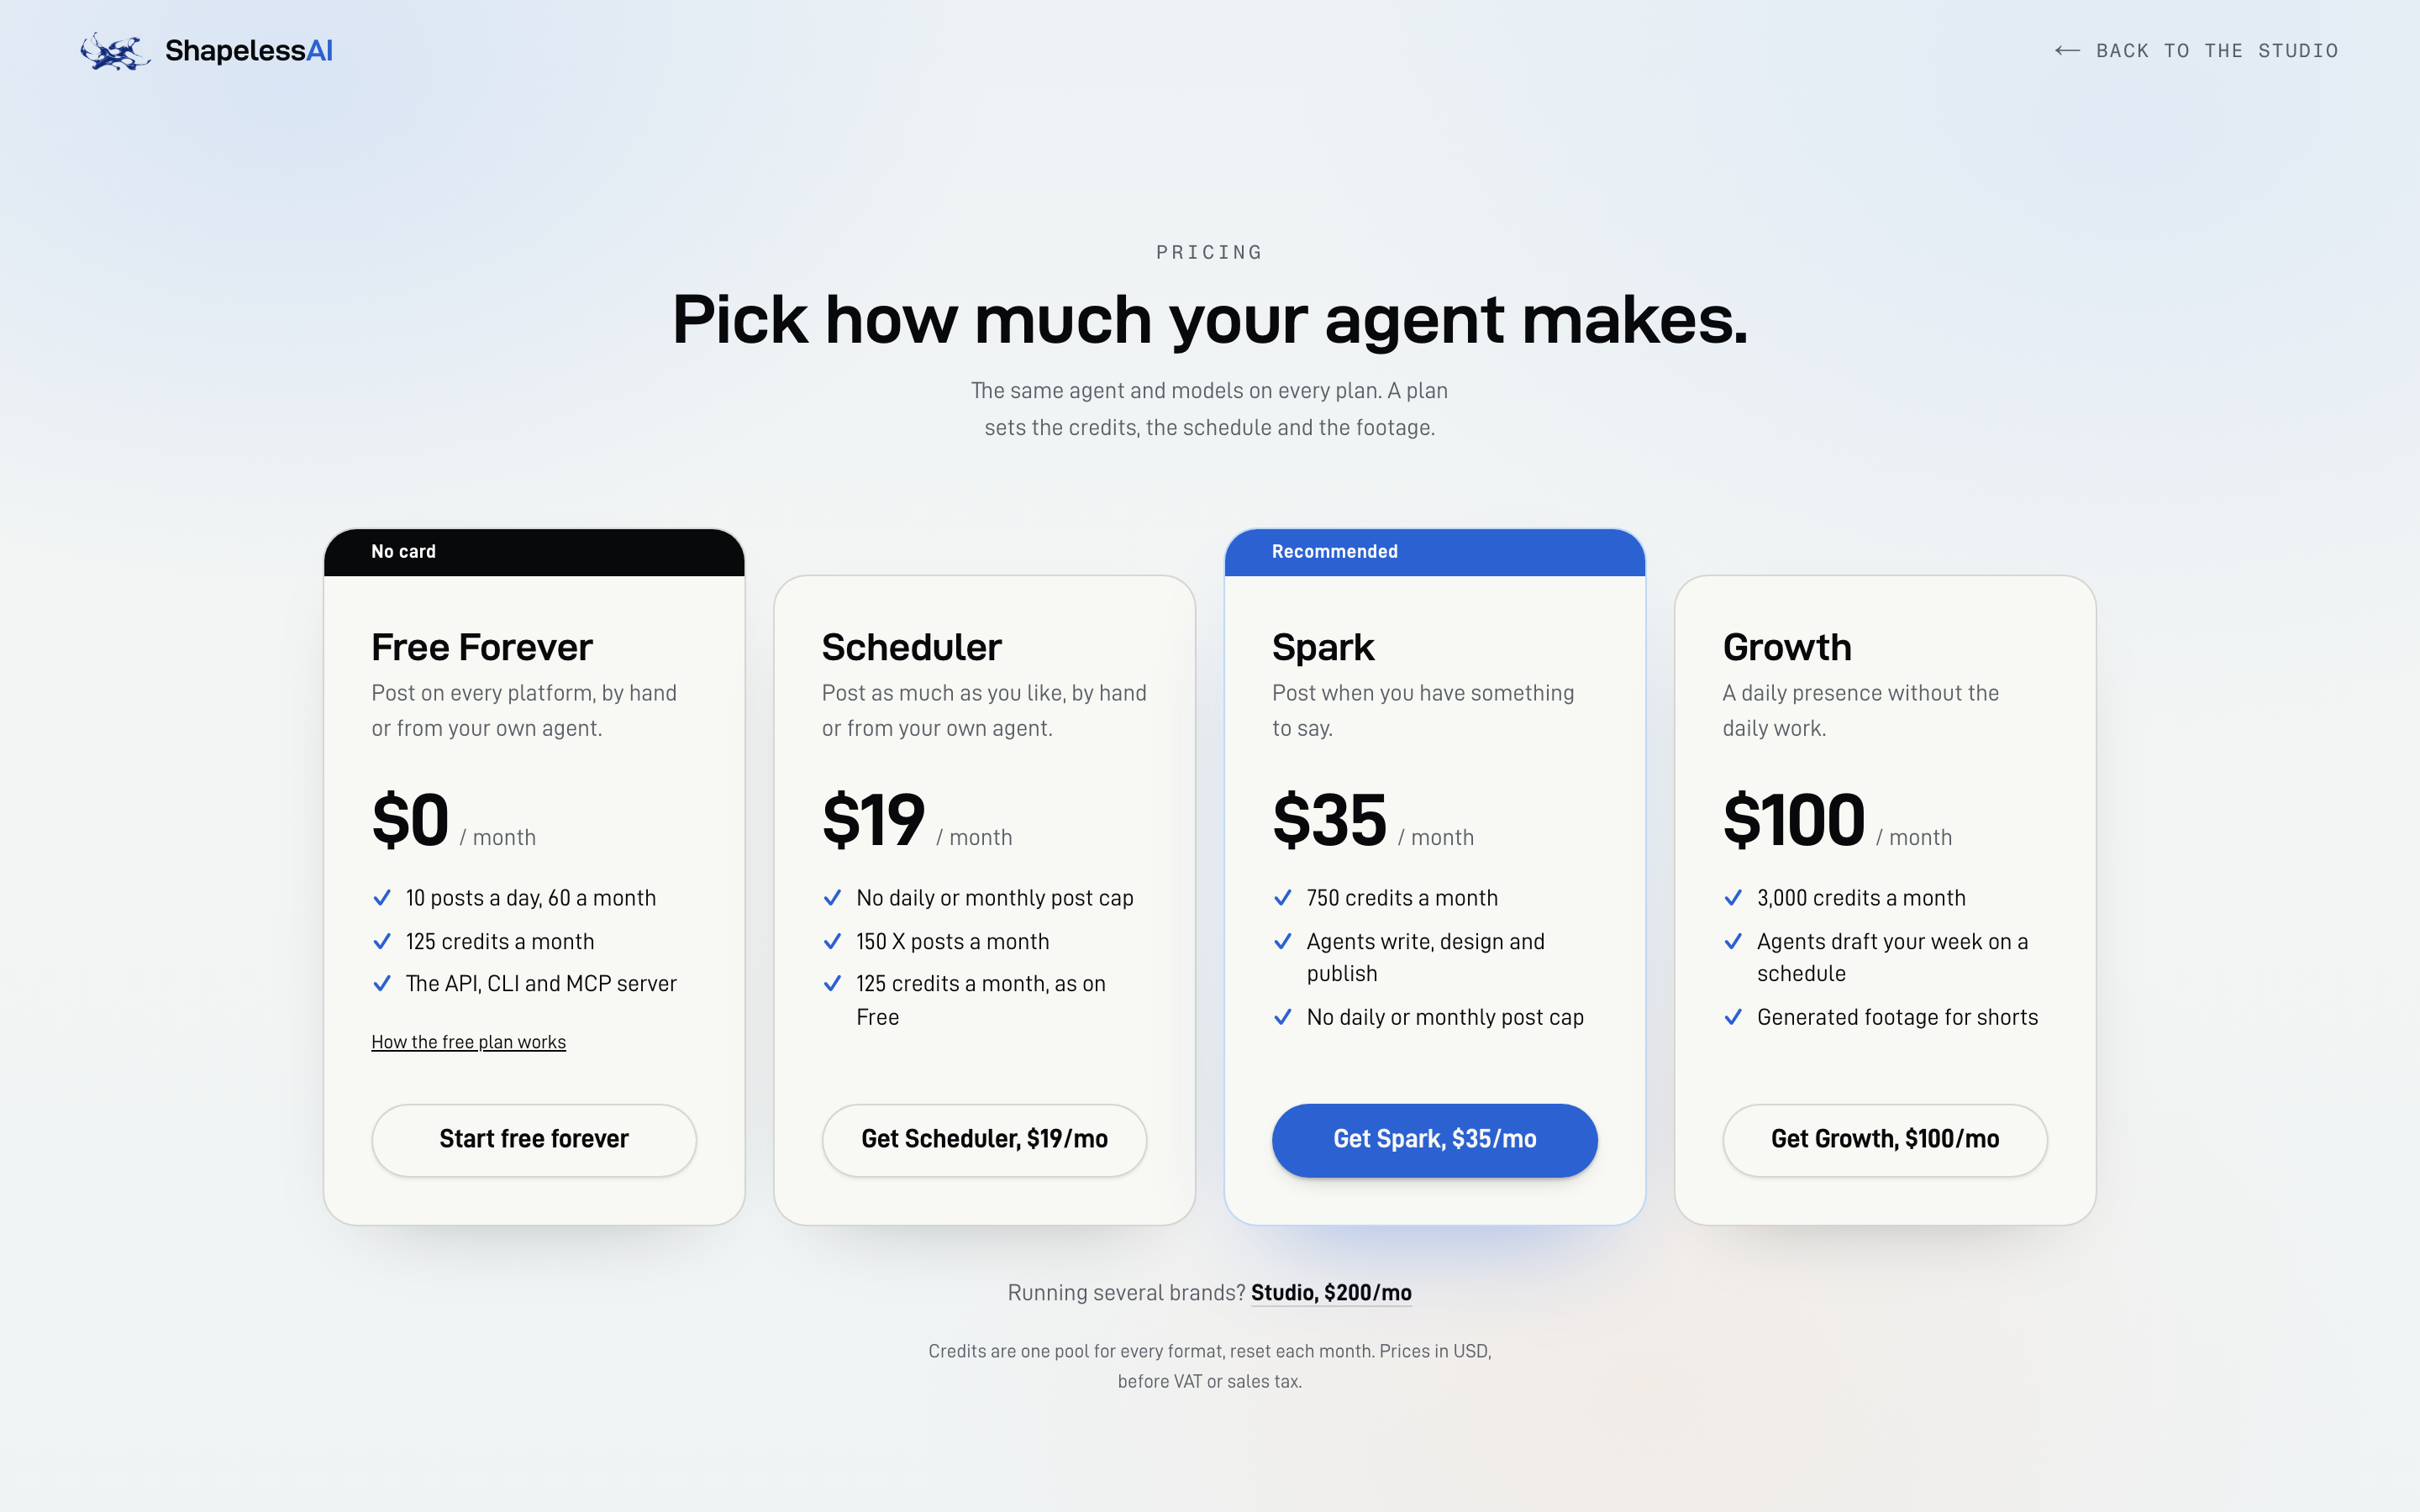 ShapelessAI
← BACK TO THE STUDIO
PRICING
Pick how much your agent makes.
The same agent and models on every plan. A plan
sets the credits, the schedule and the footage.
No card
Free Forever
Post on every platform, by hand
or from your own agent.
$0 / month
10 posts a day, 60 a month
125 credits a month
The API, CLI and MCP server
How the free plan works
Start free forever
Scheduler
Post as much as you like, by hand
or from your own agent.
$19 / month
No daily or monthly post cap
150 X posts a month
125 credits a month, as on
Free
Get Scheduler, $19/mo
Recommended
Spark
Post when you have something
to say.
$35 / month
750 credits a month
Agents write, design and
publish
No daily or monthly post cap
Get Spark, $35/mo
Growth
A daily presence without the
daily work.
$100 / month
3,000 credits a month
Agents draft your week on a
schedule
Generated footage for shorts
Get Growth, $100/mo
Running several brands? Studio, $200/mo
Credits are one pool for every format, reset each month. Prices in USD,
before VAT or sales tax.